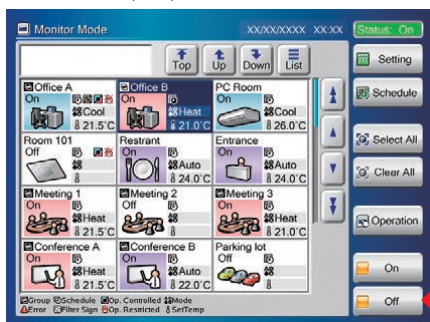 Monitor Mode XX/XX/XXXX XX:XX Status: On
Top Up Down List
Setting
Schedule
Select All
Clear All
Operation
On
Off
Office A
On
Cool
21.5°C
Office B
On
Heat
21.0°C
PC Room
On
Cool
26.0°C
Room 101
Off
Restrant
On
Auto
24.0°C
Entrance
On
Auto
24.0°C
Meeting 1
On
Heat
21.5°C
Meeting 2
Off
Meeting 3
On
Heat
21.0°C
Conference A
On
Heat
21.5°C
Conference B
On
Auto
22.0°C
Parking lot
Off
Group Schedule Op. Controlled Mode
Error Filter Sign Op. Restricted SetTemp